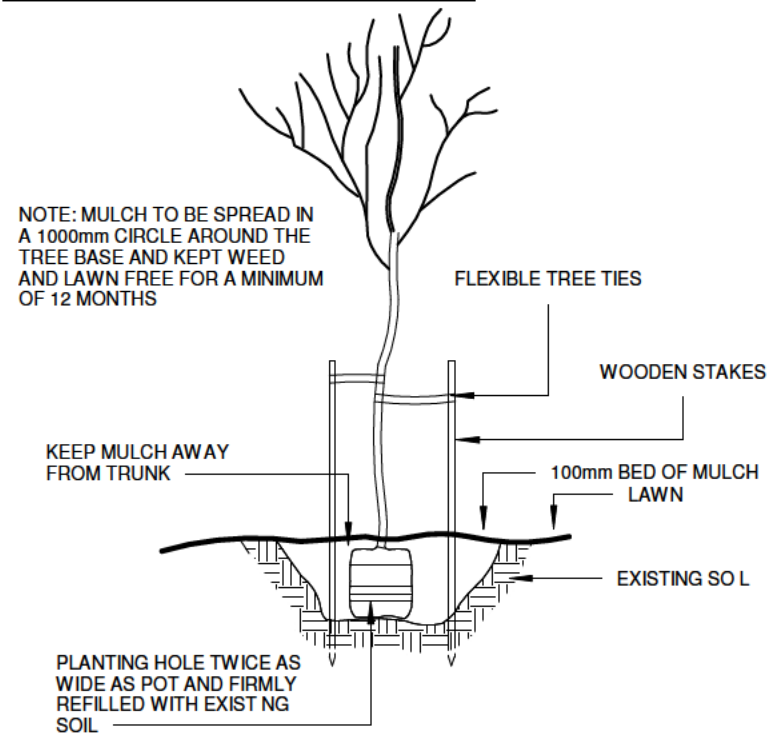 NOTE: MULCH TO BE SPREAD IN
A 1000mm CIRCLE AROUND THE
TREE BASE AND KEPT WEED
AND LAWN FREE FOR A MINIMUM
OF 12 MONTHS
FLEXIBLE TREE TIES
WOODEN STAKES
KEEP MULCH AWAY
FROM TRUNK
100mm BED OF MULCH
LAWN
EXISTING SO L
PLANTING HOLE TWICE AS
WIDE AS POT AND FIRMLY
REFILLED WITH EXIST NG
SOIL